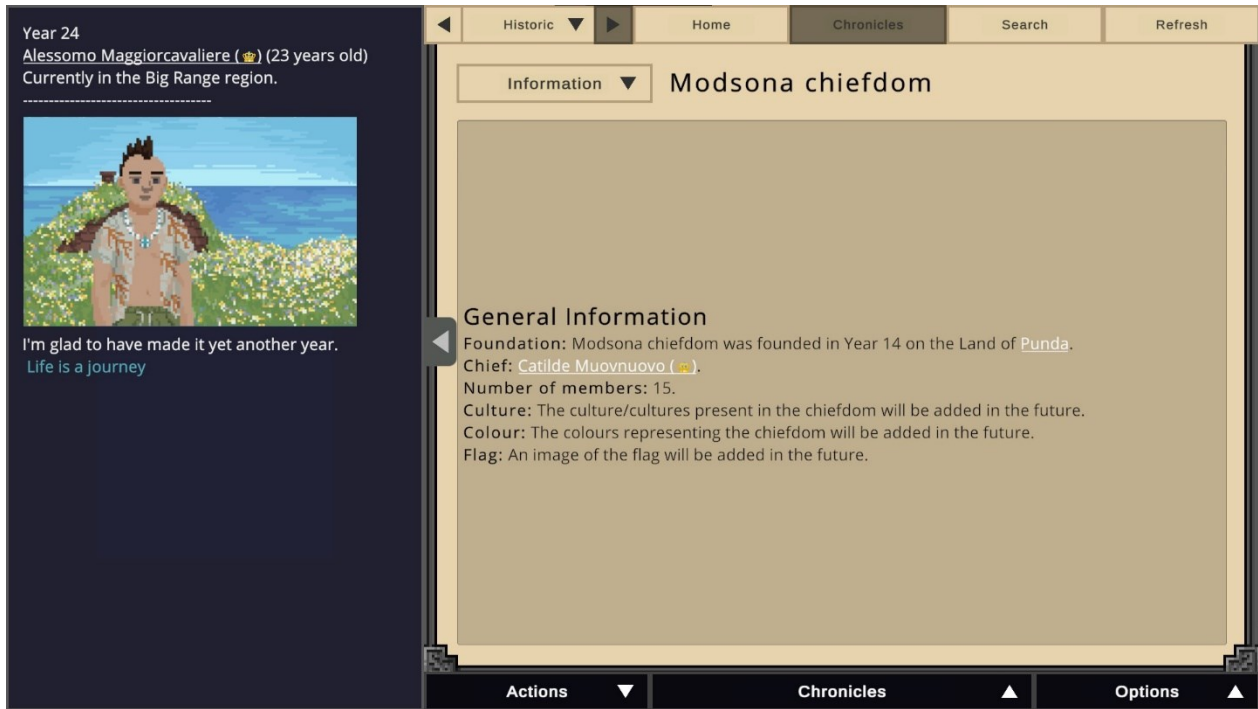 Year 24
Alessomo Maggiorcavaliere ( ) (23 years old)
Currently in the Big Range region.
------------------------------------
I'm glad to have made it yet another year.
Life is a journey
Historic
Home
Chronicles
Search
Refresh
Information
Modsona chiefdom
General Information
Foundation: Modsona chiefdom was founded in Year 14 on the Land of Punda.
Chief: Catilde Muovnuovo ( ).
Number of members: 15.
Culture: The culture/cultures present in the chiefdom will be added in the future.
Colour: The colours representing the chiefdom will be added in the future.
Flag: An image of the flag will be added in the future.
Actions
Chronicles
Options